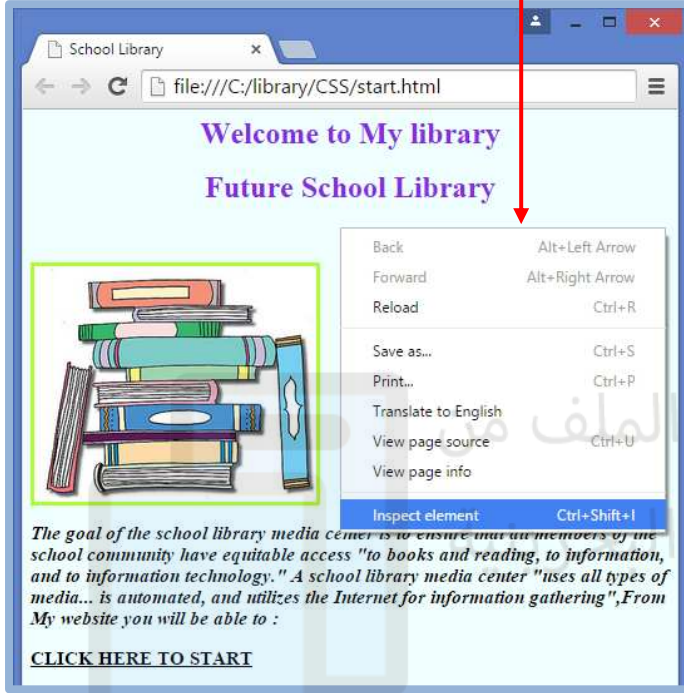 School Library
file:///C:/library/CSS/start.html
Welcome to My library
Future School Library
Back Alt+Left Arrow
Forward Alt+Right Arrow
Reload Ctrl+R
Save as... Ctrl+S
Print... Ctrl+P
Translate to English
View page source Ctrl+U
View page info
Inspect element Ctrl+Shift+I
الملف من
The goal of the school library media center is to ensure that all members of the
school community have equitable access "to books and reading, to information,
and to information technology." A school library media center "uses all types of
media... is automated, and utilizes the Internet for information gathering",From
My website you will be able to :
CLICK HERE TO START